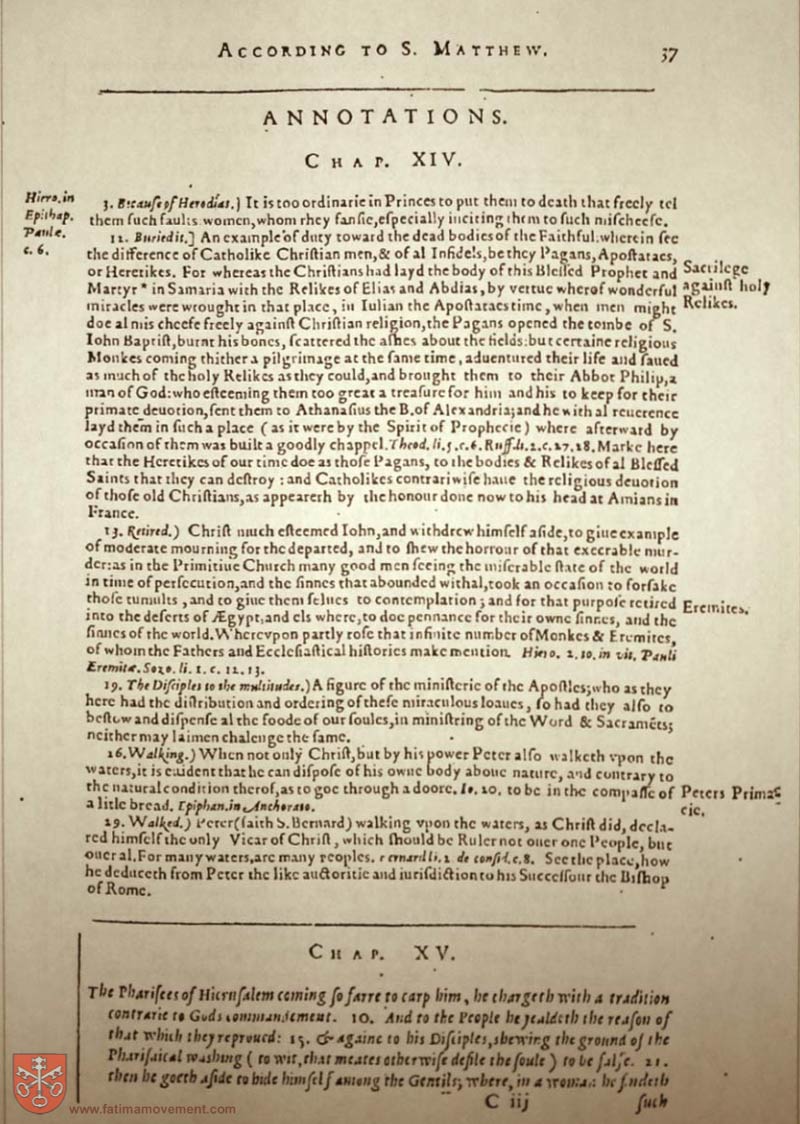 ACCORDING TO S. MATTHEW. 37
ANNOTATIONS.
CHAP. XIV.
Hiero. in
Epithap.
Paulæ.
c. 6.
3. Becauſe of Herodias.) It is too ordinarie in Princes to put them to death that freely tel
them ſuch faults women, whom they fanſie, eſpecially inciting them to ſuch miſcheefe.
12. Buried it.] An example of duty toward the dead bodies of the Faithful: wherein ſee
the difference of Catholike Chriſtian men, & of al Infidels, be they Pagans, Apoſtataes,
or Heretikes. For whereas the Chriſtians had layd the body of this Bleſſed Prophet and
Martyr * in Samaria with the Relikes of Elias and Abdias, by vertue wherof wonderful
miracles were wrought in that place, in Iulian the Apoſtataes time, when men might
doe al miſcheefe freely againſt Chriſtian religion, the Pagans opened the tombe of S.
Iohn Baptiſt, burnt his bones, ſcattered the aſhes about the fields: but certaine religious
Monkes coming thither a pilgrimage at the ſame time, aduentured their life and ſaued
as much of the holy Relikes as they could, and brought them to their Abbot Philip, a
man of God: who eſteeming them too great a treaſure for him and his to keep for their
primate deuotion, ſent them to Athanaſius the B. of Alexandria; and he with al reuerence
layd them in ſuch a place (as it were by the Spirit of Prophecie) where afterward by
occaſion of them was built a goodly chappel. Theod. li. 3. c. 6. Ruff. li. 2. c. 27. 28. Marke here
that the Heretikes of our time doe as thoſe Pagans, to the bodies & Relikes of al Bleſſed
Saints that they can deſtroy: and Catholikes contrariwiſe haue the religious deuotion
of thoſe old Chriſtians, as appeareth by the honour done now to his head at Amians in
France.
Sacrilege
againſt holy
Relikes.
13. Retired.) Chriſt much eſteemed Iohn, and withdrew himſelf aſide, to giue example
of moderate mourning for the departed, and to ſhew the horrour of that execrable mur-
der: as in the Primitiue Church many good men ſeeing the miſerable ſtate of the world
in time of perſecution, and the ſinnes that abounded withal, took an occaſion to forſake
thoſe tumults, and to giue them ſelues to contemplation; and for that purpoſe retired
into the deſerts of Ægypt, and els where, to doe pennance for their owne ſinnes, and the
ſinnes of the world. Wherevpon partly roſe that infinite number of Monkes & Eremites,
of whom the Fathers and Eccleſiaſtical hiſtories make mention. Hiero. 2. 10. in vit. Pauli
Eremitæ. Sozo. li. 1. c. 12. 13.
Eremites.
19. The Diſciples to the multitudes.) A figure of the miniſterie of the Apoſtles; who as they
here had the diſtribution and ordering of theſe miraculous loaues, ſo had they alſo to
beſtow and diſpenſe al the foode of our ſoules, in miniſtring of the Word & Sacramẽts;
neither may laimen chalenge the ſame.
26. Walking.) When not only Chriſt, but by his power Peter alſo walketh vpon the
waters, it is euident that he can diſpoſe of his owne body aboue nature, and contrary to
the natural condition therof, as to goe through a doore. Io. 20. to be in the compaſſe of
a litle bread. Epiphan. in Anchorato.
29. Walked.) Peter (ſaith S. Bernard) walking vpon the waters, as Chriſt did, decla-
red himſelf the only Vicar of Chriſt, which ſhould be Ruler not ouer one People, but
ouer al. For many waters, are many peoples. Bernard li. 2 de conſid. c. 8. See the place, how
he deduceth from Peter the like auctoritie and iurisdiction to his Succeſſour the Biſhop
of Rome.
Peters Prima-
cie.
CHAP. XV.
The Phariſees of Hieruſalem coming ſo farre to carp him, he chargeth with a tradition
contrarie to Gods commandement. 10. And to the People he yealdeth the reaſon of
that which they reproued: 15. & againe to his Diſciples, shewing the ground of the
Phariſaical waſhing (to wit, that meates otherwiſe defile the ſoule) to be falſe. 21.
then he goeth aſide to hide himſelf among the Gentils; where, in a woman he findeth
C iij ſuch
www.fatimamovement.com